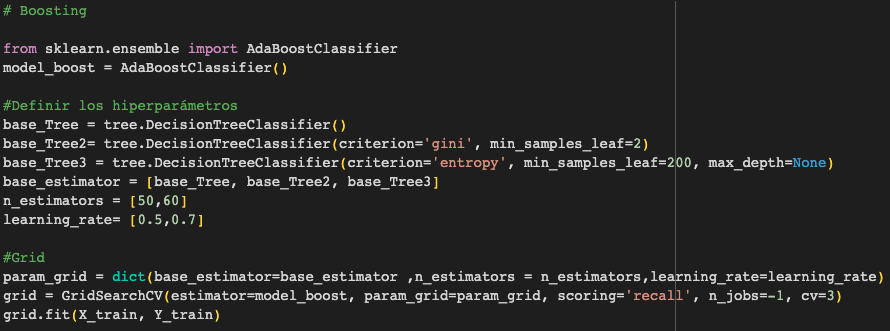 # Boosting
from sklearn.ensemble import AdaBoostClassifier
model_boost = AdaBoostClassifier()
#Definir los hiperparámetros
base_Tree = tree.DecisionTreeClassifier()
base_Tree2= tree.DecisionTreeClassifier(criterion='gini', min_samples_leaf=2)
base_Tree3 = tree.DecisionTreeClassifier(criterion='entropy', min_samples_leaf=200, max_depth=None)
base_estimator = [base_Tree, base_Tree2, base_Tree3]
n_estimators = [50,60]
learning_rate= [0.5,0.7]
#Grid
param_grid = dict(base_estimator=base_estimator ,n_estimators = n_estimators,learning_rate=learning_rate)
grid = GridSearchCV(estimator=model_boost, param_grid=param_grid, scoring='recall', n_jobs=-1, cv=3)
grid.fit(X_train, Y_train)